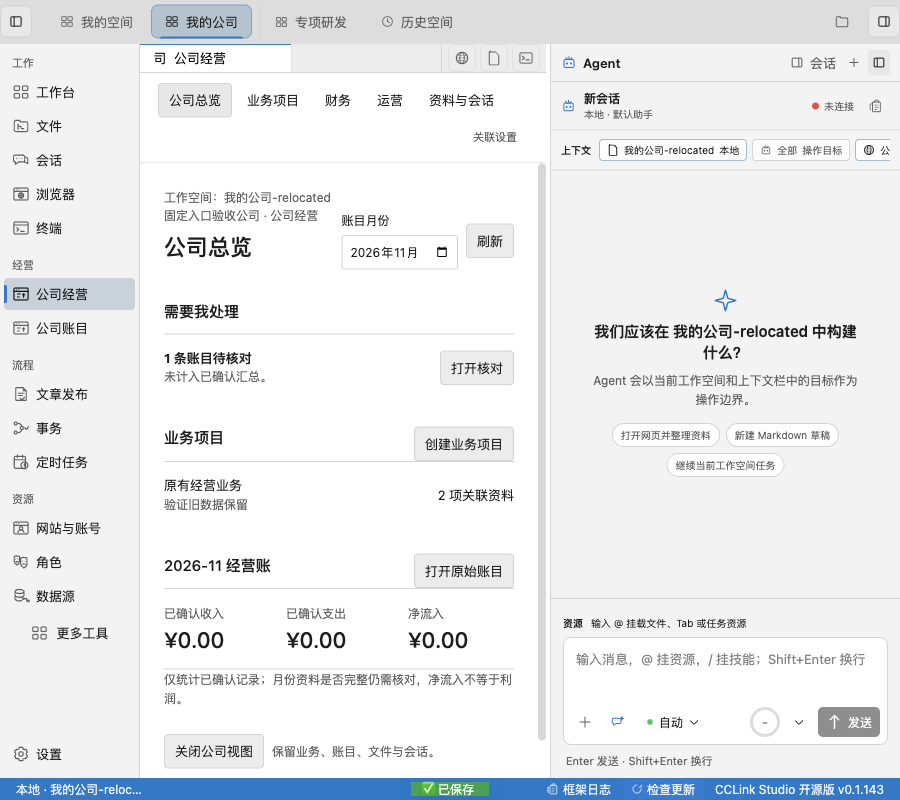 我的空间
我的公司
专项研发
历史空间
工作
工作台
文件
会话
浏览器
终端
经营
公司经营
公司账目
流程
文章发布
事务
定时任务
资源
网站与账号
角色
数据源
更多工具
设置
司 公司经营
公司总览 业务项目 财务 运营 资料与会话
关联设置
工作空间：我的公司-relocated
固定入口验收公司 · 公司经营
公司总览
账目月份
2026年11月
刷新
需要我处理
1 条账目待核对
未计入已确认汇总。
打开核对
业务项目
创建业务项目
原有经营业务
验证旧数据保留
2 项关联资料
2026-11 经营账
打开原始账目
已确认收入 已确认支出 净流入
¥0.00 ¥0.00 ¥0.00
仅统计已确认记录；月份资料是否完整仍需核对，净流入不等于利
润。
关闭公司视图 保留业务、账目、文件与会话。
Agent
会话
新会话
本地 · 默认助手
未连接
上下文 我的公司-relocated 本地 全部 操作目标 公
我们应该在 我的公司-relocated 中构建
什么?
Agent 会以当前工作空间和上下文栏中的目标作为
操作边界。
打开网页并整理资料 新建 Markdown 草稿
继续当前工作空间任务
资源 输入 @ 挂载文件、Tab 或任务资源
输入消息，@ 挂资源，/ 挂技能；Shift+Enter 换行
自动
-
发送
Enter 发送 · Shift+Enter 换行
本地 · 我的公司-reloc...
✅已保存
框架日志
检查更新
CCLink Studio 开源版 v0.1.143